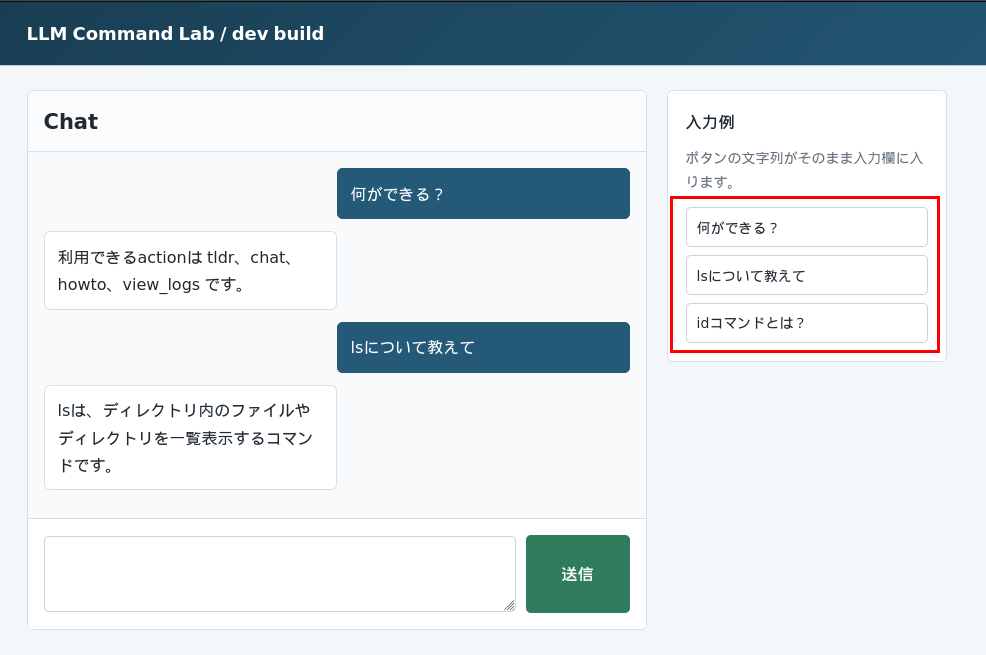 LLM Command Lab / dev build
Chat
何ができる？
利用できるactionは tldr、chat、
howto、view_logs です。
lsについて教えて
lsは、ディレクトリ内のファイルや
ディレクトリを一覧表示するコマン
ドです。
送信
入力例
ボタンの文字列がそのまま入力欄に入
ります。
何ができる？
lsについて教えて
idコマンドとは？